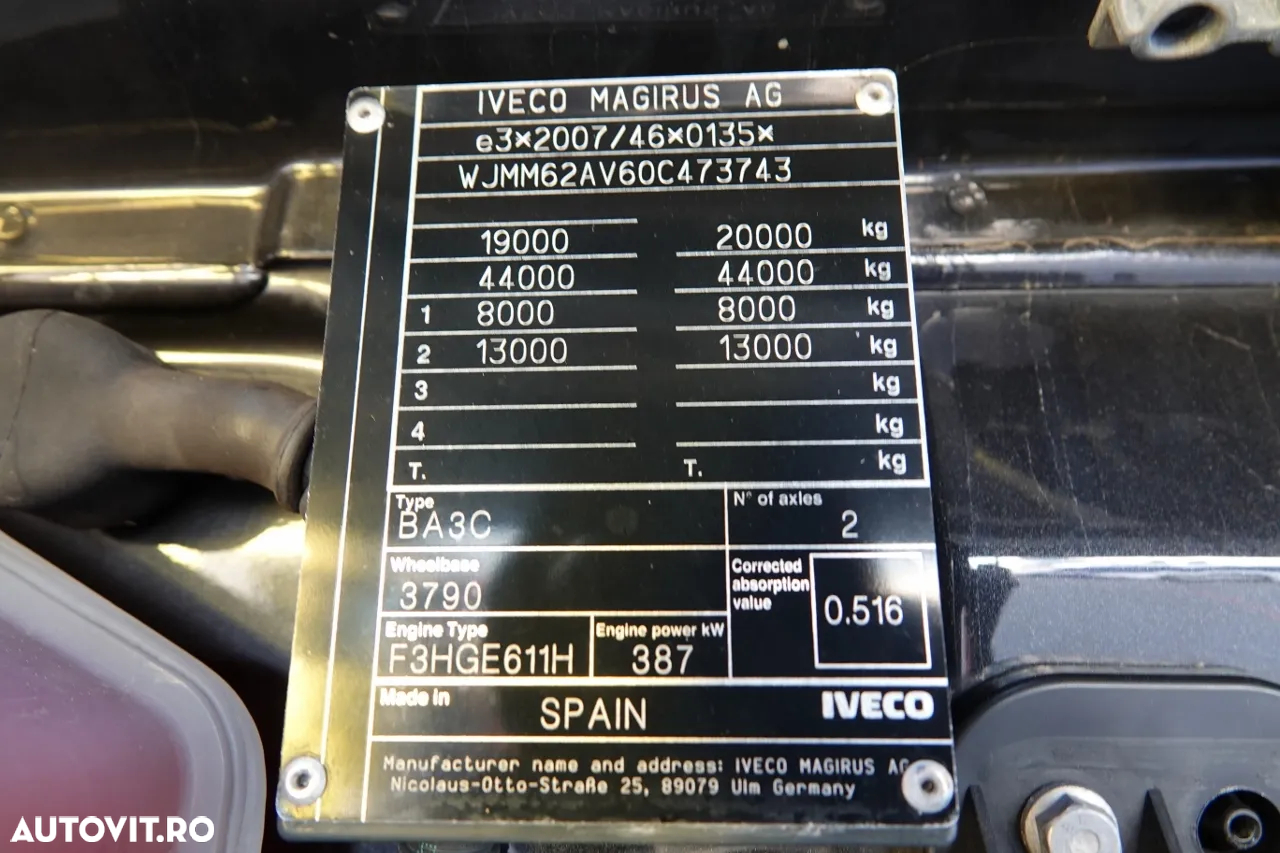 IVECO MAGIRUS AG
e3*2007/46*0135*
WJMM62AV60C473743
19000 20000 kg
44000 44000 kg
1 8000 8000 kg
2 13000 13000 kg
3 kg
4 kg
T. T. kg
Type N° of axles
BA3C 2
Wheelbase Corrected absorption value
3790 0.516
Engine Type Engine power kW
F3HGE611H 387
Made in
SPAIN IVECO
Manufacturer name and address: IVECO MAGIRUS AG
Nicolaus-Otto-Straße 25, 89079 Ulm Germany
AUTOVIT.RO